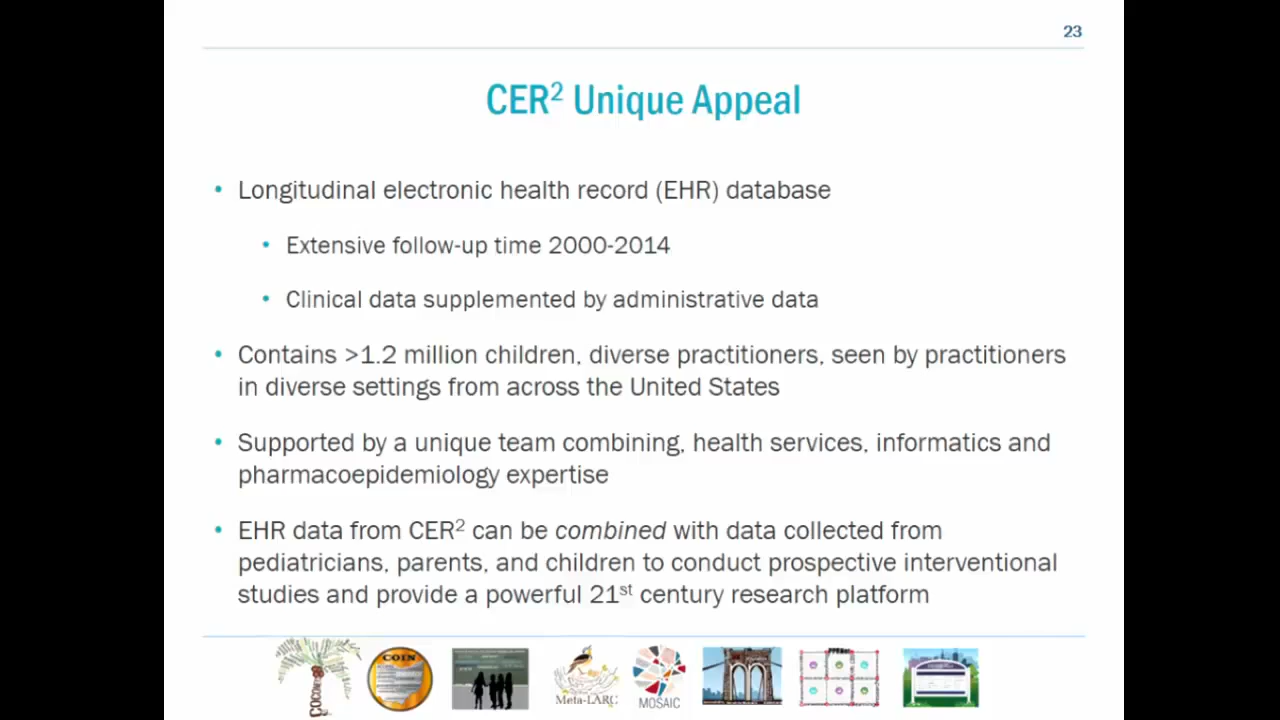 23
CER² Unique Appeal
• Longitudinal electronic health record (EHR) database
• Extensive follow-up time 2000-2014
• Clinical data supplemented by administrative data
• Contains >1.2 million children, diverse practitioners, seen by practitioners
in diverse settings from across the United States
• Supported by a unique team combining, health services, informatics and
pharmacoepidemiology expertise
• EHR data from CER² can be combined with data collected from
pediatricians, parents, and children to conduct prospective interventional
studies and provide a powerful 21st century research platform
COIN
Meta-LARC
MOSAIC
PPRNet